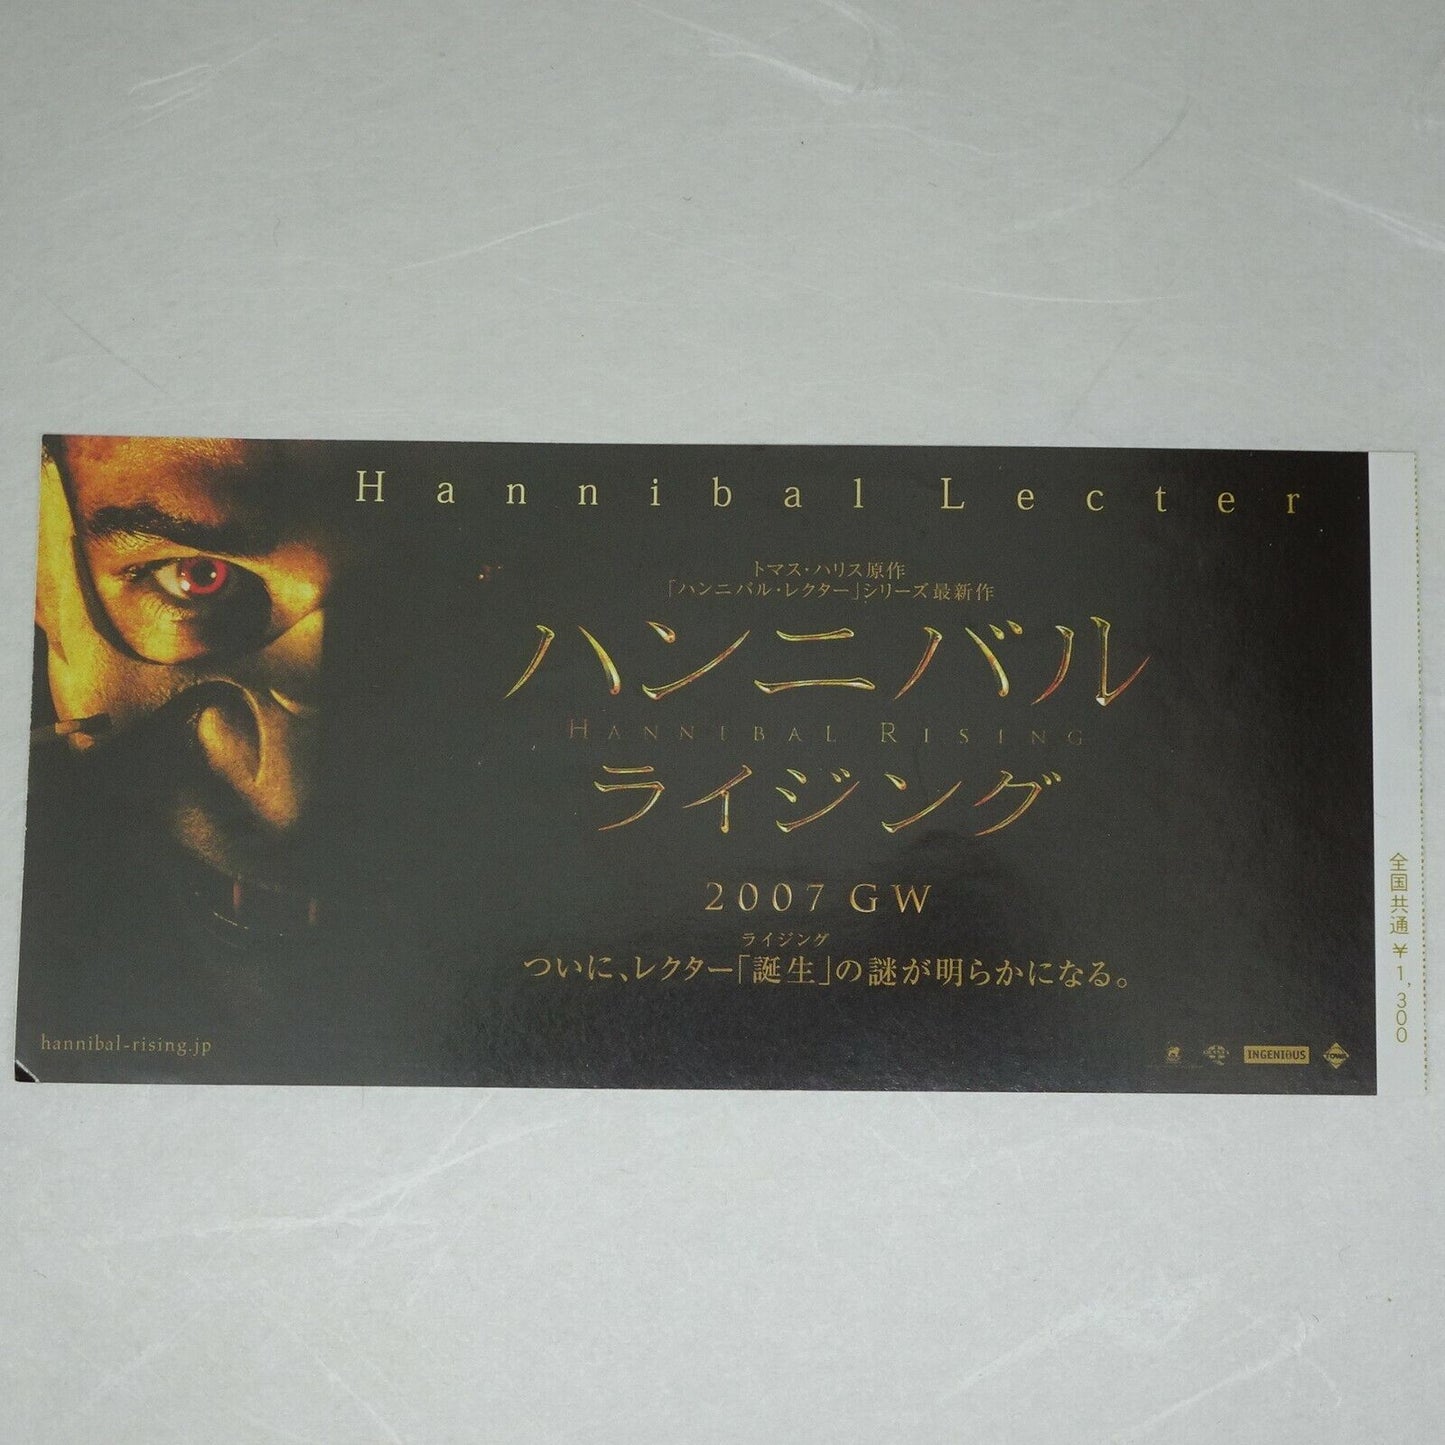 Hannibal Lecter
トマス・ハリス原作
「ハンニバル・レクター」シリーズ最新作
ハンニバル
HANNIBAL RISING
ライジング
2007 GW
ライジング
ついに、レクター「誕生」の謎が明らかになる。
hannibal-rising.jp
INGENIOUS
TOWA
全国共通 ￥1,300